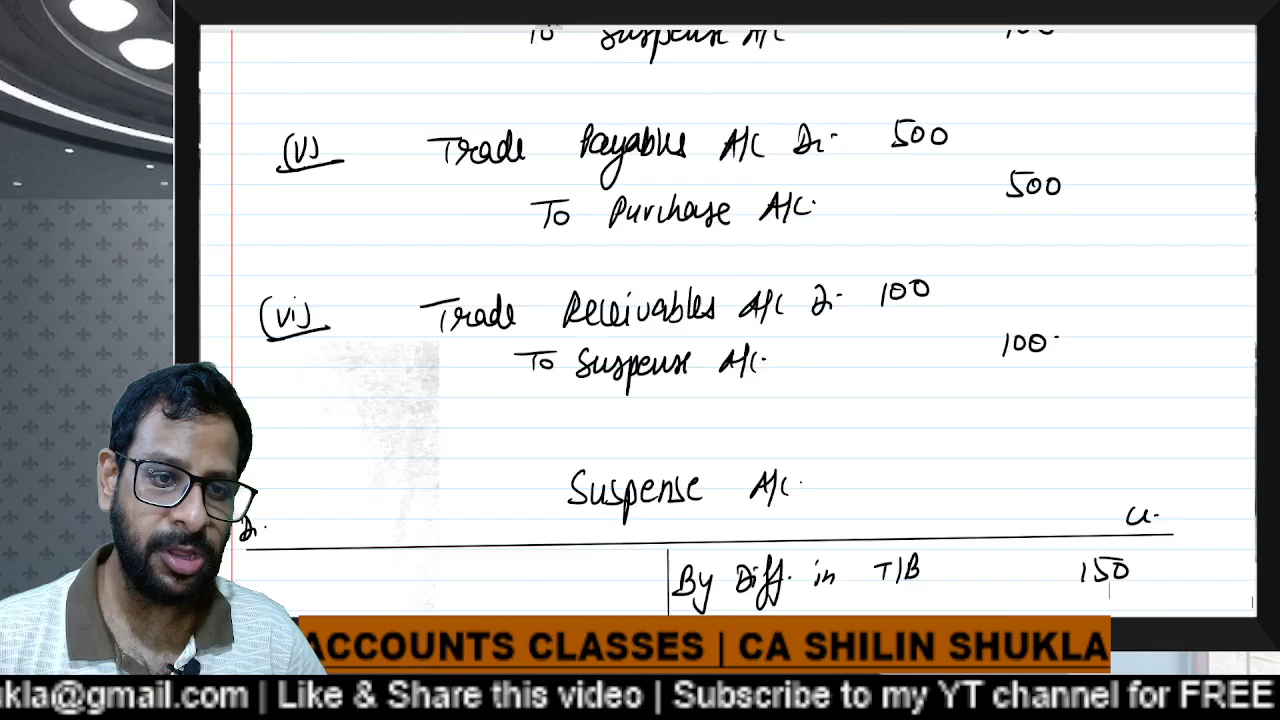 To Suspense A/C 100
(V) Trade Payables A/C Dr. 500
To Purchase A/C. 500
(vi) Trade Receivables A/C Dr. 100
To Suspense A/C. 100
Suspense A/C.
Dr. Cr.
By Diff. in T/B 150
ACCOUNTS CLASSES | CA SHILIN SHUKLA
ukla@gmail.com | Like & Share this video | Subscribe to my YT channel for FREE